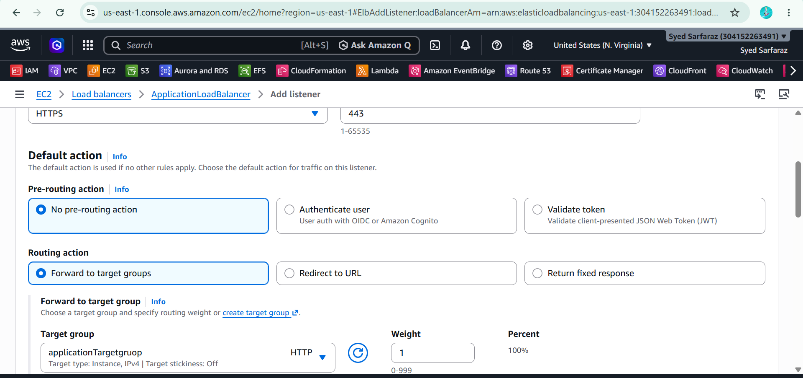 us-east-1.console.aws.amazon.com/ec2/home?region=us-east-1#ElbAddListener:loadBalancerArn=arn:aws:elasticloadbalancing:us-east-1:304152263491:load...
aws
Search [Alt+S] Ask Amazon Q United States (N. Virginia) Syed Sarfaraz (304152263491)
Syed Sarfaraz
IAM VPC EC2 S3 Aurora and RDS EFS CloudFormation Lambda Amazon EventBridge Route 53 Certificate Manager CloudFront CloudWatch
EC2 > Load balancers > ApplicationLoadBalancer > Add listener
HTTPS 443
1-65535
Default action Info
The default action is used if no other rules apply. Choose the default action for traffic on this listener.
Pre-routing action Info
No pre-routing action Authenticate user Validate token
User auth with OIDC or Amazon Cognito Validate client-presented JSON Web Token (JWT)
Routing action
Forward to target groups Redirect to URL Return fixed response
Forward to target group Info
Choose a target group and specify routing weight or create target group.
Target group Weight Percent
applicationTargetgruop HTTP 1 100%
Target type: Instance, IPv4 | Target stickiness: Off
0-999